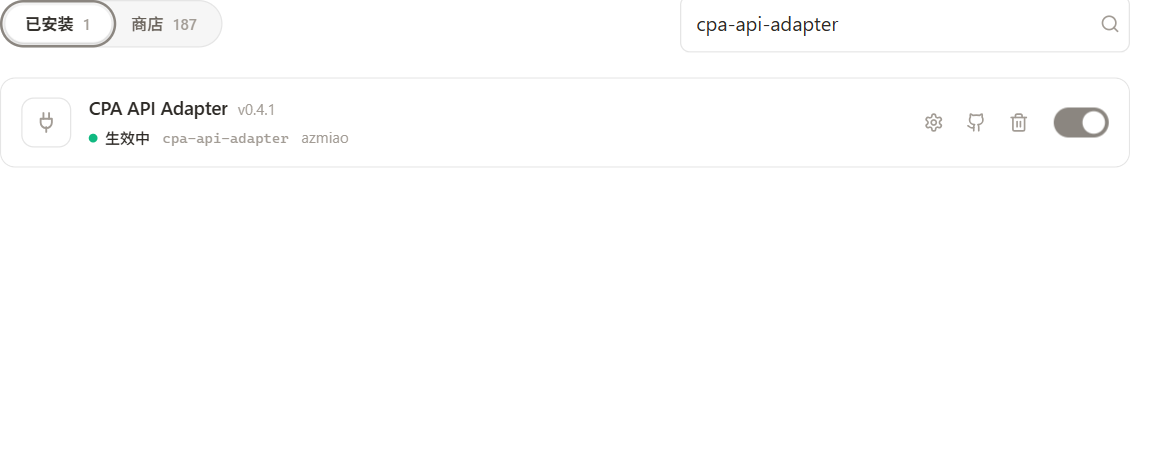 已安装 1 商店 187 cpa-api-adapter
CPA API Adapter v0.4.1
生效中 cpa-api-adapter azmiao